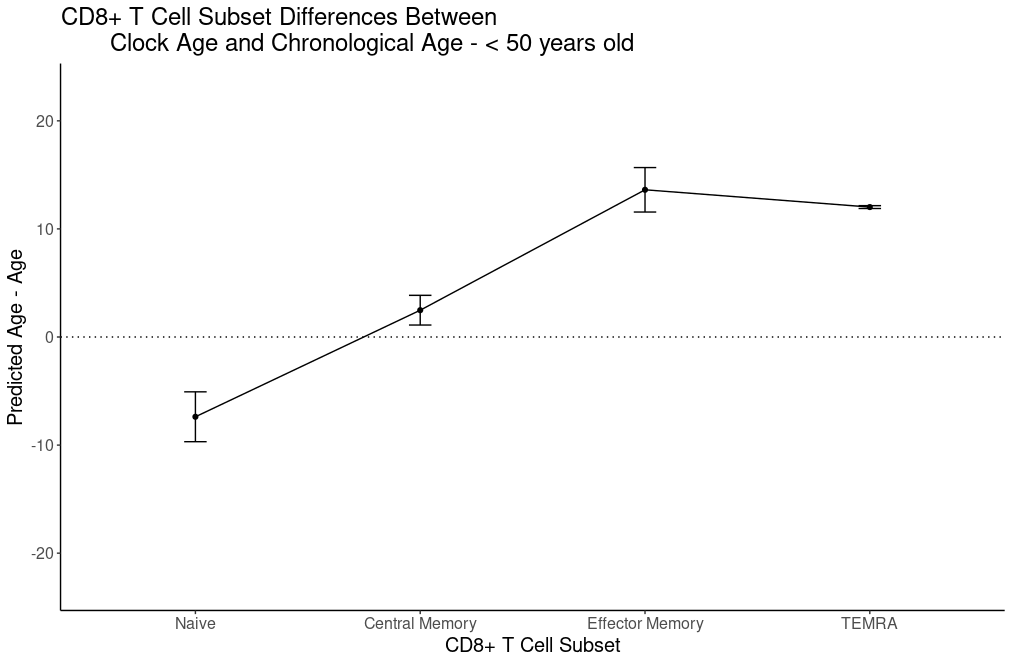 CD8+ T Cell Subset Differences Between
Clock Age and Chronological Age - < 50 years old
Predicted Age - Age
20
10
0
-10
-20
Naive
Central Memory
Effector Memory
TEMRA
CD8+ T Cell Subset